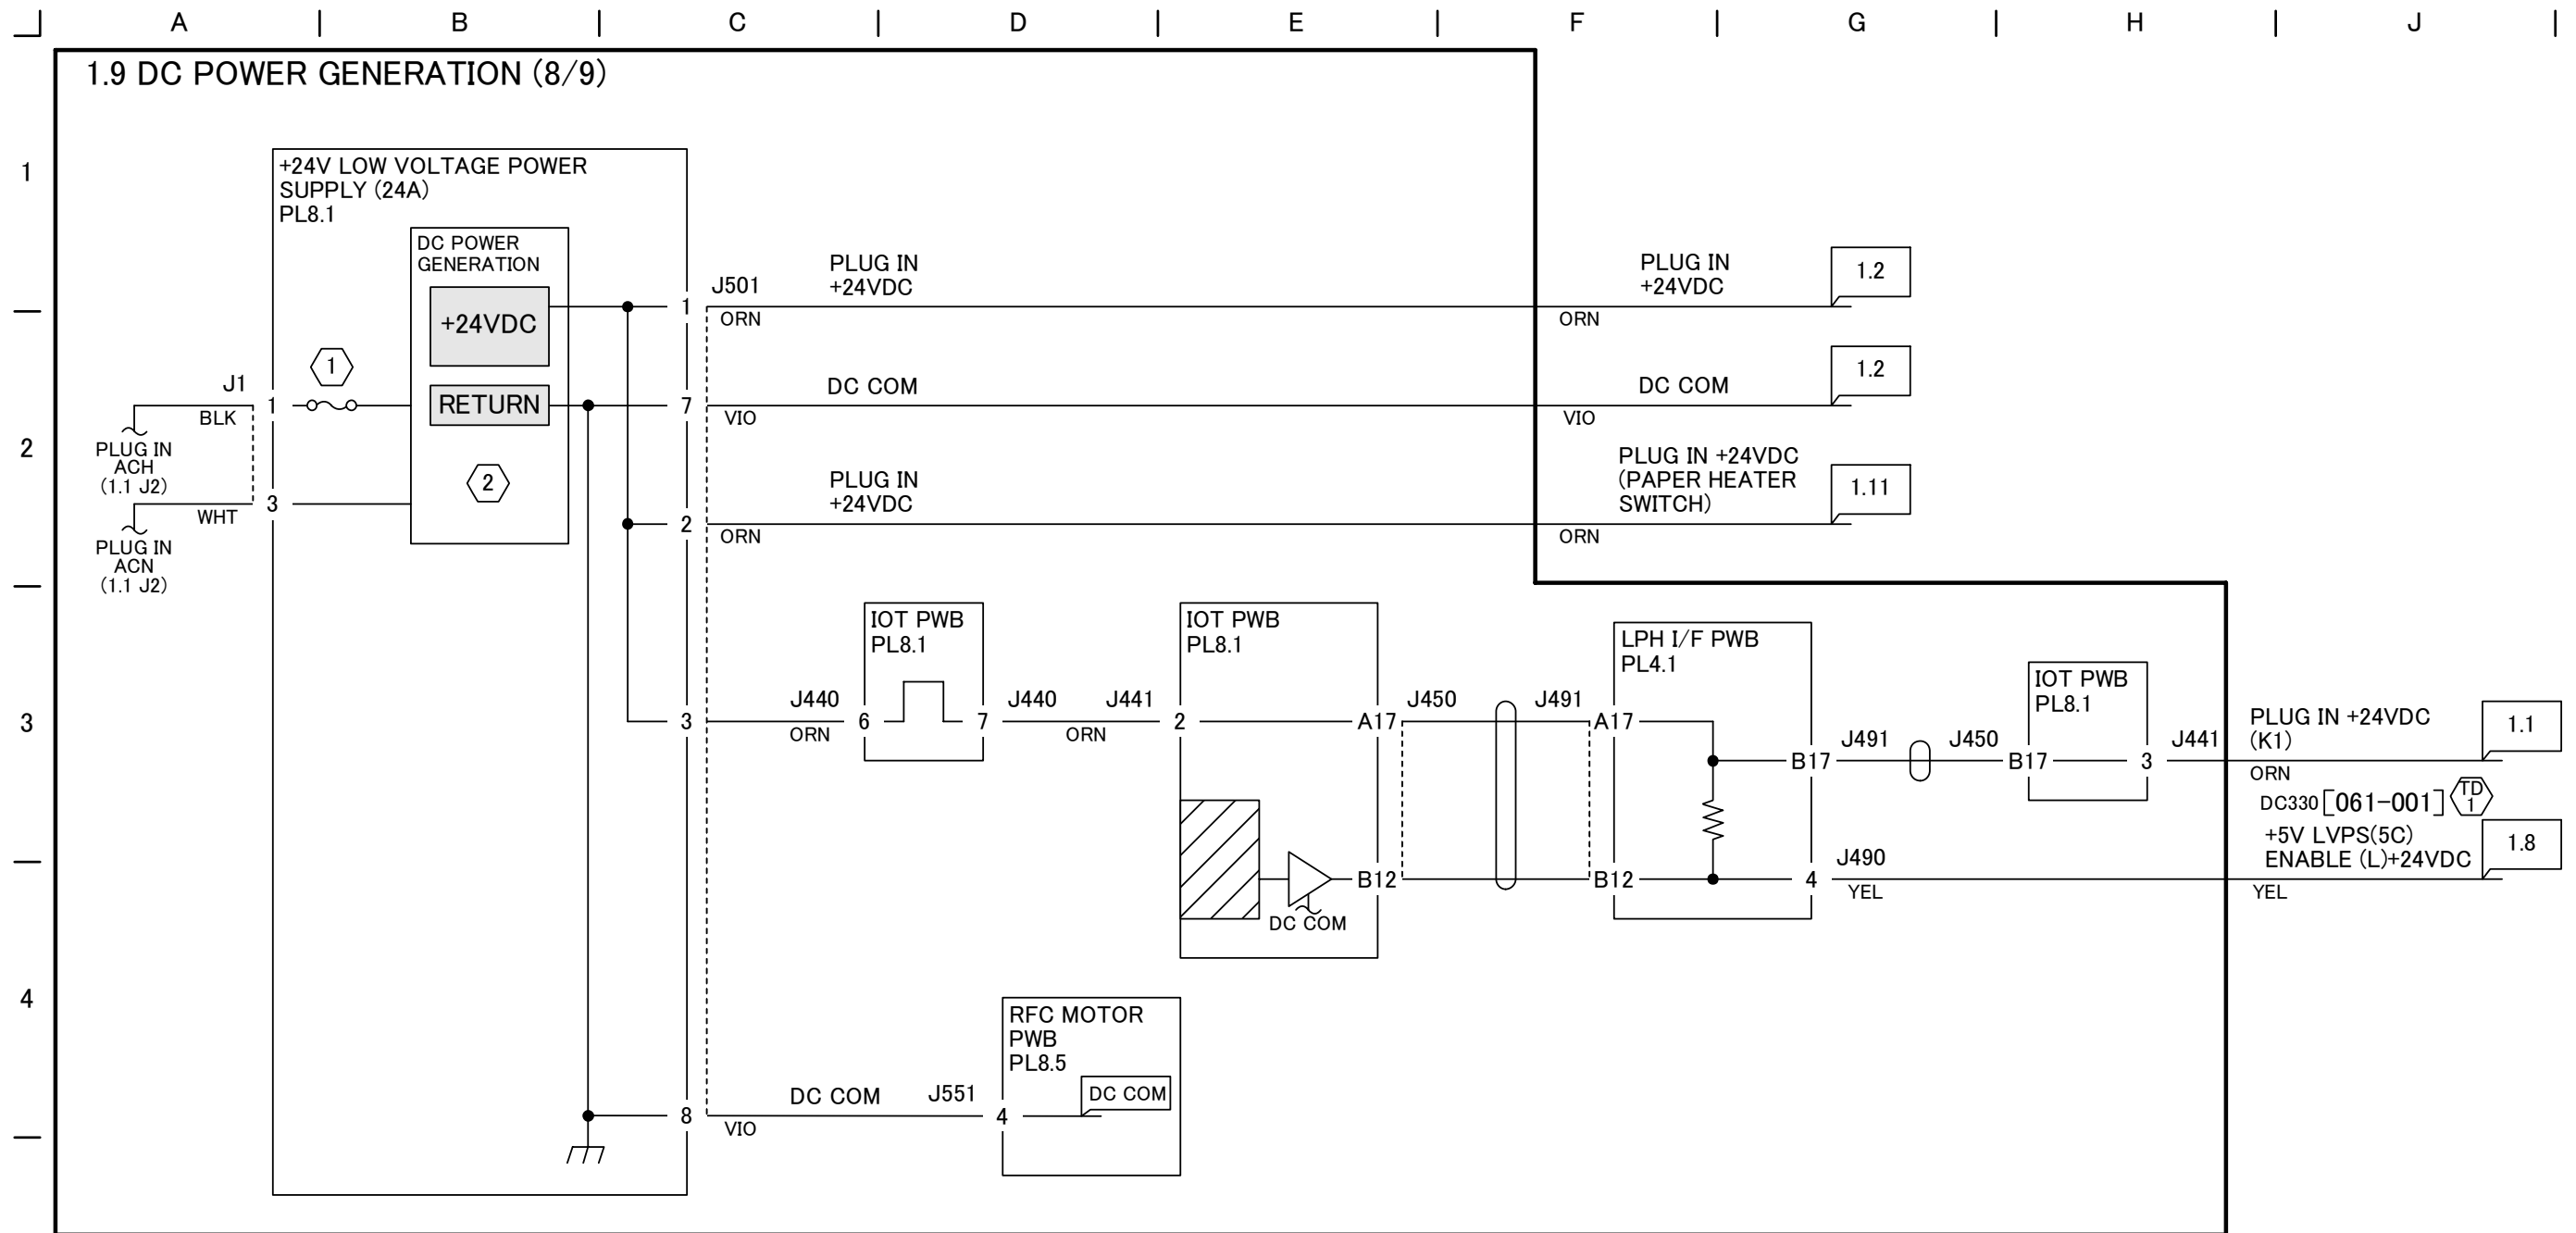 A B C D E F G H J
1.9 DC POWER GENERATION (8/9)
1
+24V LOW VOLTAGE POWER
SUPPLY (24A)
PL8.1
DC POWER
GENERATION
+24VDC
RETURN
2
1
J1
1
BLK
PLUG IN
ACH
(1.1 J2)
3
WHT
PLUG IN
ACN
(1.1 J2)
J501
1
ORN
PLUG IN
+24VDC
ORN
PLUG IN
+24VDC
1.2
7
VIO
DC COM
VIO
DC COM
1.2
2
2
ORN
PLUG IN
+24VDC
ORN
PLUG IN +24VDC
(PAPER HEATER
SWITCH)
1.11
3
3
ORN
J440
6
IOT PWB
PL8.1
7
J440
ORN
J441
2
IOT PWB
PL8.1
A17
J450
J491
A17
LPH I/F PWB
PL4.1
B17
J491
J450
B17
IOT PWB
PL8.1
3
J441
PLUG IN +24VDC
(K1)
ORN
1.1
DC330 [061-001]
TD
1
B12
DC COM
B12
4
J490
YEL
+5V LVPS(5C)
ENABLE (L)+24VDC
YEL
1.8
4
8
VIO
DC COM
J551
4
RFC MOTOR
PWB
PL8.5
DC COM